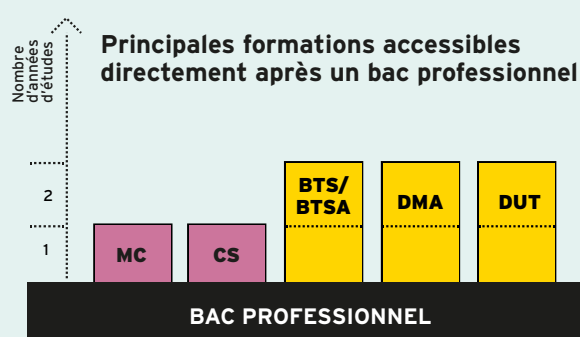 Nombre
d'années
d'études
Principales formations accessibles
directement après un bac professionnel
2
1
MC
CS
BTS/
BTSA
DMA
DUT
BAC PROFESSIONNEL